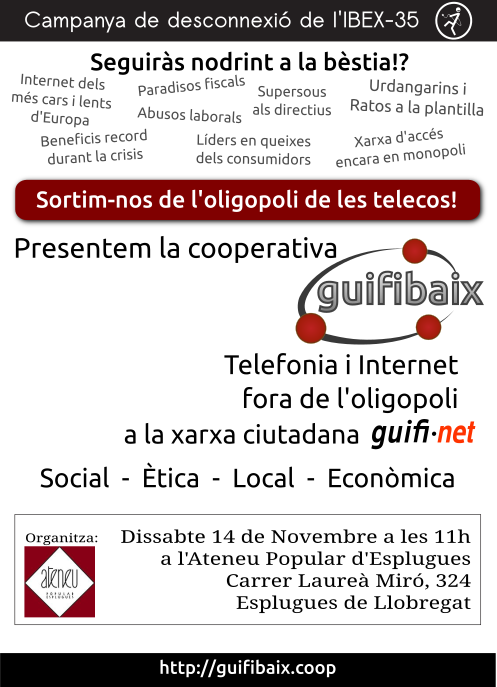 Campanya de desconnexió de l'IBEX-35
Seguiràs nodrint a la bèstia!?
Internet dels
més cars i lents
d'Europa
Paradisos fiscals
Abusos laborals
Supersous
als directius
Urdangarins i
Ratos a la plantilla
Beneficis record
durant la crisis
Líders en queixes
dels consumidors
Xarxa d'accés
encara en monopoli
Sortim-nos de l'oligopoli de les telecos!
Presentem la cooperativa
guifibaix
Telefonia i Internet
fora de l'oligopoli
a la xarxa ciutadana guifi·net
Social - Ètica - Local - Econòmica
Organitza:
ateneu
POPULAR
ESPLUGUES
Dissabte 14 de Novembre a les 11h
a l'Ateneu Popular d'Esplugues
Carrer Laureà Miró, 324
Esplugues de Llobregat
http://guifibaix.coop